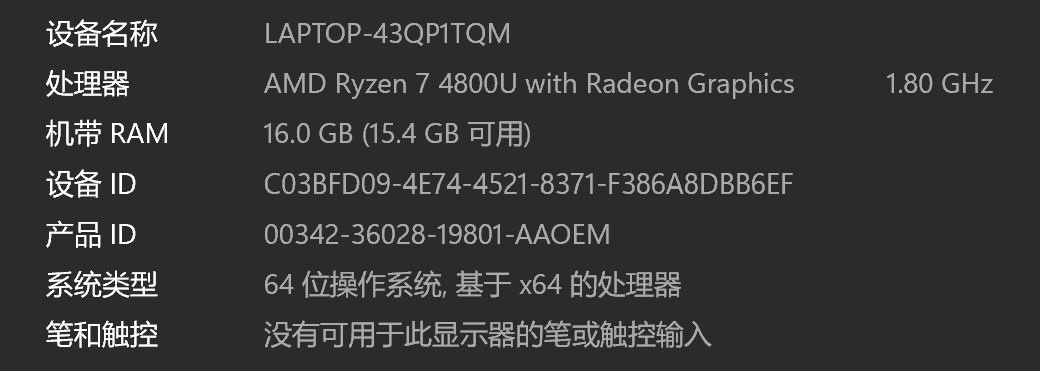 设备名称 LAPTOP-43QP1TQM
处理器 AMD Ryzen 7 4800U with Radeon Graphics 1.80 GHz
机带 RAM 16.0 GB (15.4 GB 可用)
设备 ID C03BFD09-4E74-4521-8371-F386A8DBB6EF
产品 ID 00342-36028-19801-AAOEM
系统类型 64 位操作系统, 基于 x64 的处理器
笔和触控 没有可用于此显示器的笔或触控输入